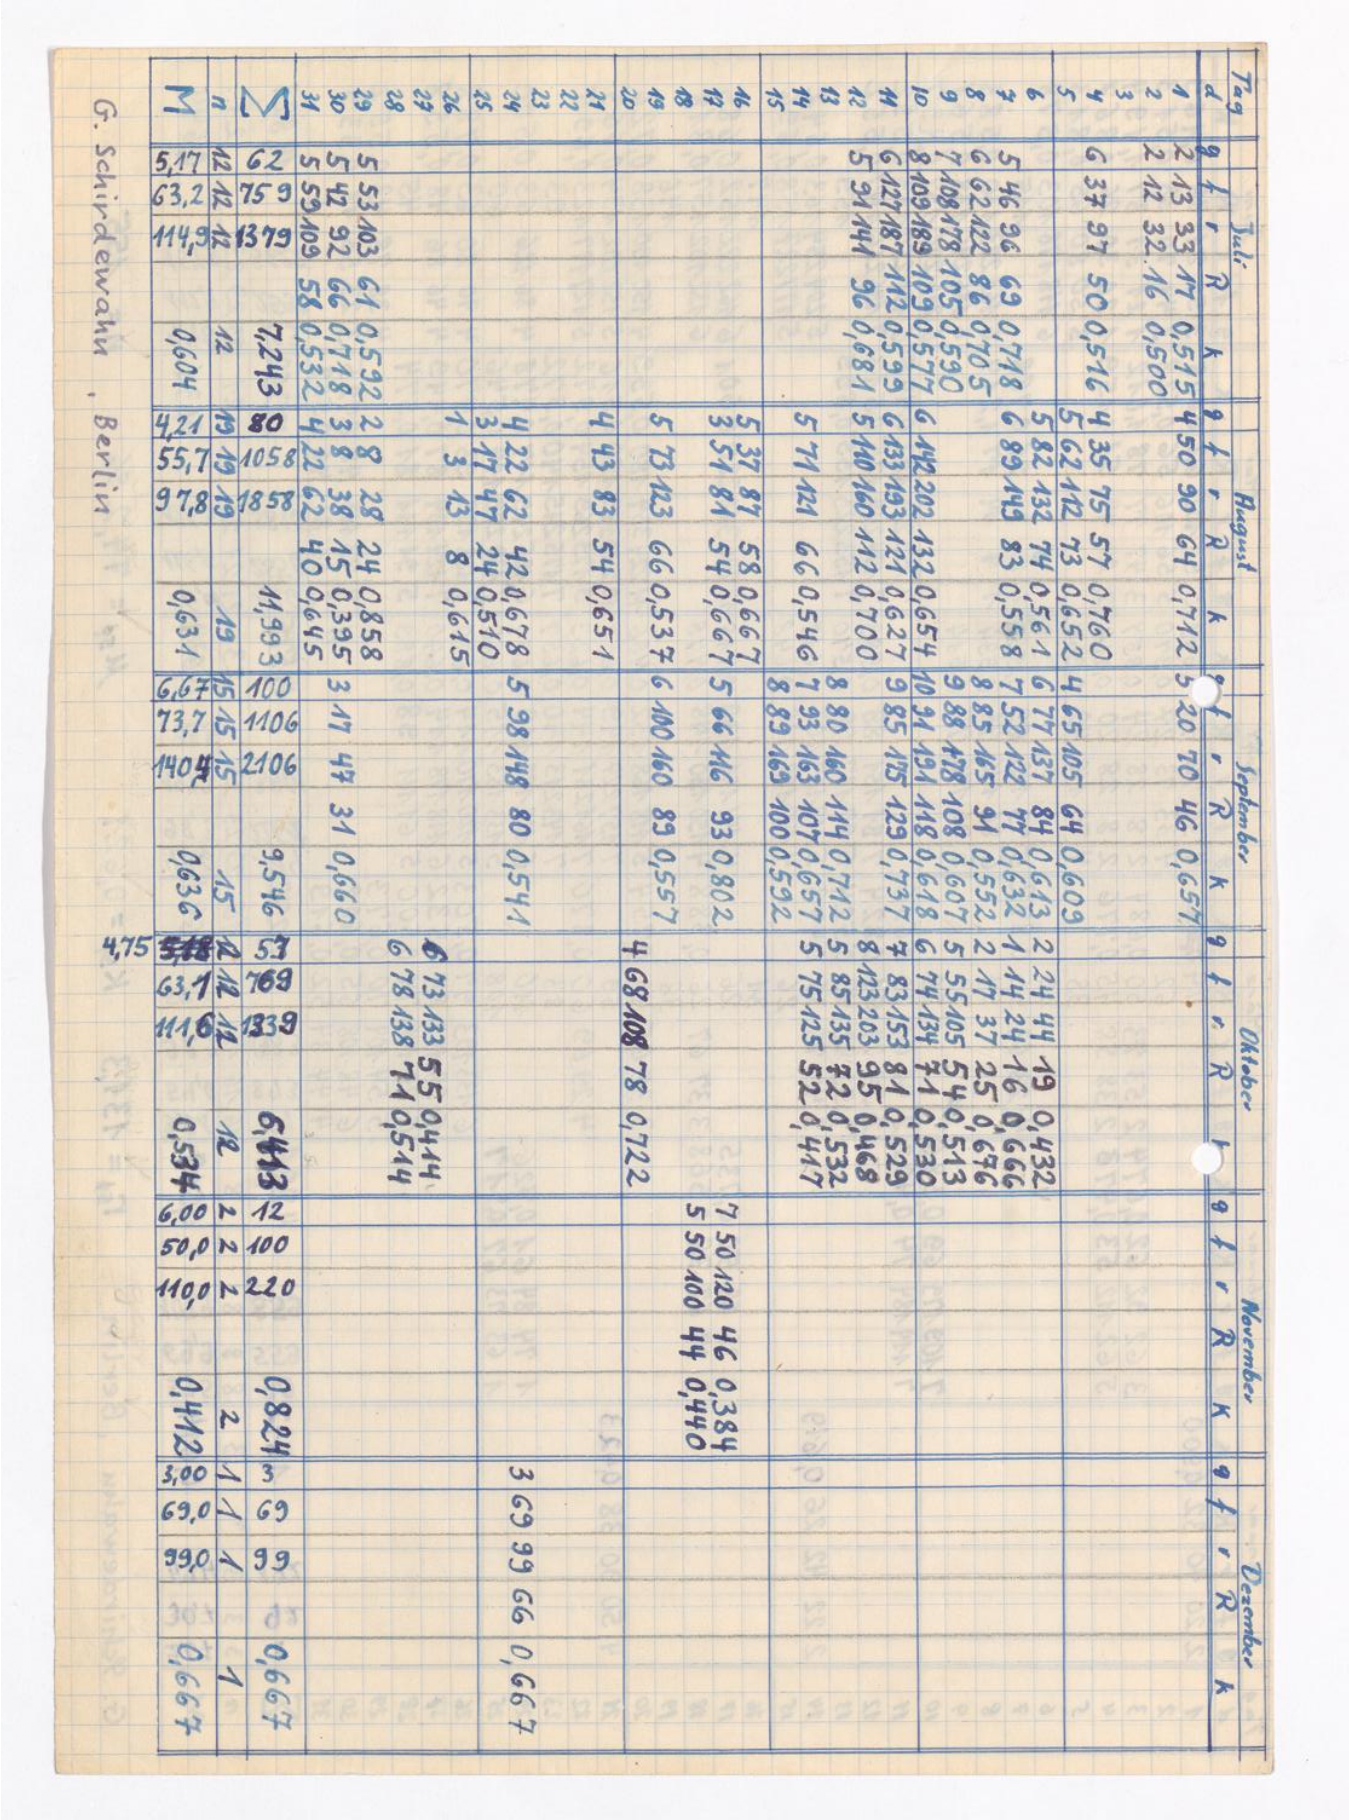 Tag Juli August September Oktober November Dezember
d g f r R k g f r R k g f r R k g f r. R k g f r R K g f r R k
1 2 13 33 17 0,515 4 50 90 64 0,712 5 20 70 46 0,657
2 2 12 32 16 0,500
3
4 6 37 97 50 0,516 4 35 75 57 0,760
5 5 62 112 73 0,652 4 65 105 64 0,609
6 5 82 132 74 0,561 6 77 137 84 0,613 2 24 44 19 0,432
7 5 46 96 69 0,718 6 89 149 83 0,558 7 52 122 77 0,632 1 14 24 16 0,666
8 6 62 122 86 0,705 8 85 165 91 0,552 2 17 37 25 0,676
9 7 108 178 105 0,590 9 88 178 108 0,607 5 55 105 54 0,513
10 8 109 189 109 0,577 6 142 202 132 0,654 10 91 191 118 0,618 6 74 134 71 0,530
11 6 127 187 112 0,599 6 133 193 121 0,627 9 85 175 129 0,737 7 83 153 81 0,529
12 5 91 141 96 0,681 5 110 160 112 0,700 8 123 203 95 0,468
13 8 80 160 114 0,712 5 85 135 72 0,532
14 5 71 121 66 0,546 7 93 163 107 0,657 5 75 125 52 0,417
15 8 89 169 100 0,592
16 5 37 87 58 0,667
17 3 51 81 54 0,667 5 66 116 93 0,802 7 50 120 46 0,384
18 5 50 100 44 0,440
19 5 73 123 66 0,537 6 100 160 89 0,557
20 4 68 108 78 0,722
21 4 43 83 54 0,651
22
23
24 4 22 62 42 0,678 5 98 148 80 0,541 3 69 99 66 0,667
25 3 17 47 24 0,510
26 1 3 13 8 0,615
27 6 73 133 55 0,414
28 6 78 138 71 0,514
29 5 53 103 61 0,592 2 8 28 24 0,858
30 5 42 92 66 0,718 3 8 38 15 0,395 3 17 47 31 0,660
31 5 59 109 58 0,532 4 22 62 40 0,645
Σ 62 759 1379 7,243 80 1058 1858 11,993 100 1106 2106 9,546 57 769 1339 6,413 12 100 220 0,824 3 69 99 0,667
n 12 12 12 12 19 19 19 19 15 15 15 15 12 12 12 12 2 2 2 2 1 1 1 1
M 5,17 63,2 114,9 0,604 4,21 55,7 97,8 0,631 6,67 73,7 140,4 0,636 4,75 63,1 111,6 0,534 6,00 50,0 110,0 0,412 3,00 69,0 99,0 0,667
G. Schirdewahn, Berlin